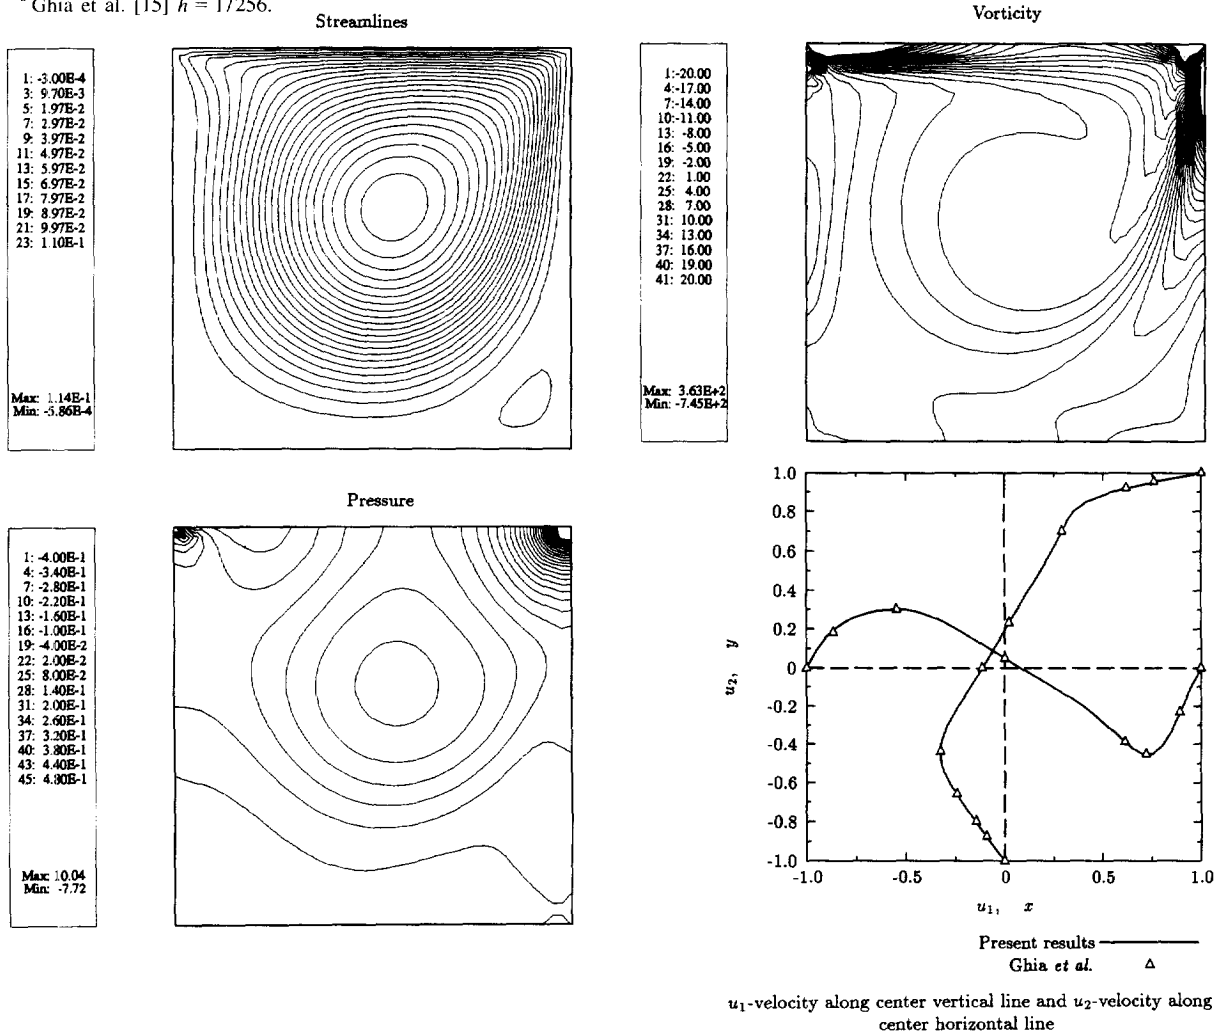 a Ghia et al. [15] h = 1/256.
Streamlines
1: -3.00E-4
3: 9.70E-3
5: 1.97E-2
7: 2.97E-2
9: 3.97E-2
11: 4.97E-2
13: 5.97E-2
15: 6.97E-2
17: 7.97E-2
19: 8.97E-2
21: 9.97E-2
23: 1.10E-1
Max: 1.14E-1
Min: -5.86E-4
Vorticity
1:-20.00
4:-17.00
7:-14.00
10:-11.00
13: -8.00
16: -5.00
19: -2.00
22: 1.00
25: 4.00
28: 7.00
31: 10.00
34: 13.00
37: 16.00
40: 19.00
41: 20.00
Max: 3.63E+2
Min: -7.45E+2
Pressure
1: -4.00E-1
4: -3.40E-1
7: -2.80E-1
10: -2.20E-1
13: -1.60E-1
16: -1.00E-1
19: -4.00E-2
22: 2.00E-2
25: 8.00E-2
28: 1.40E-1
31: 2.00E-1
34: 2.60E-1
37: 3.20E-1
40: 3.80E-1
43: 4.40E-1
45: 4.80E-1
Max: 10.04
Min: -7.72
1.0
0.8
0.6
0.4
0.2
0
-0.2
-0.4
-0.6
-0.8
-1.0
u2, y
-1.0 -0.5 0 0.5 1.0
u1, x
Present results
Ghia et al. △
u1-velocity along center vertical line and u2-velocity along
center horizontal line